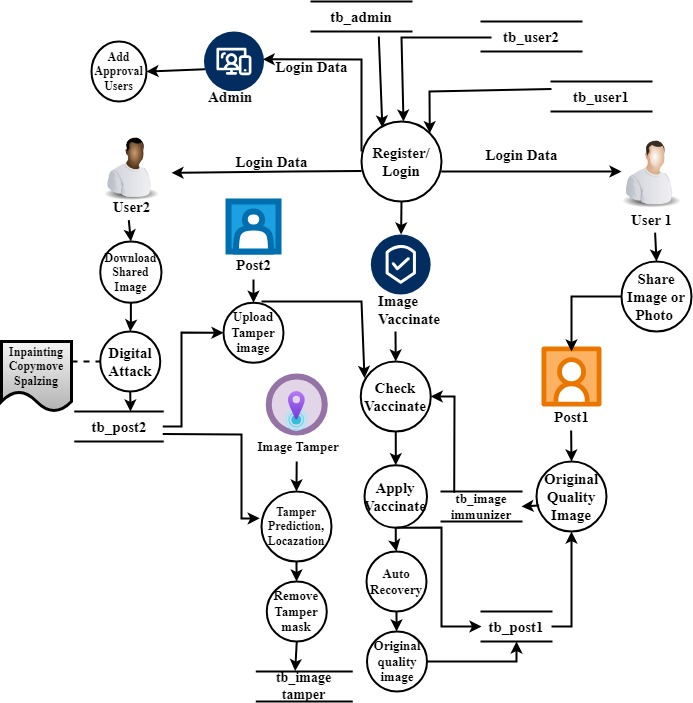 tb_admin
tb_user2
Add
Approval
Users
Login Data
Admin
tb_user1
Register/
Login
Login Data
Login Data
User2
User 1
Download
Shared
Image
Post2
Image
Vaccinate
Share
Image or
Photo
Upload
Tamper
image
Inpainting
Copymove
Spalzing
Digital
Attack
Check
Vaccinate
Post1
tb_post2
Image Tamper
Apply
Vaccinate
tb_image
immunizer
Original
Quality
Image
Tamper
Prediction,
Locazation
Auto
Recovery
Remove
Tamper
mask
tb_post1
Original
quality
image
tb_image
tamper